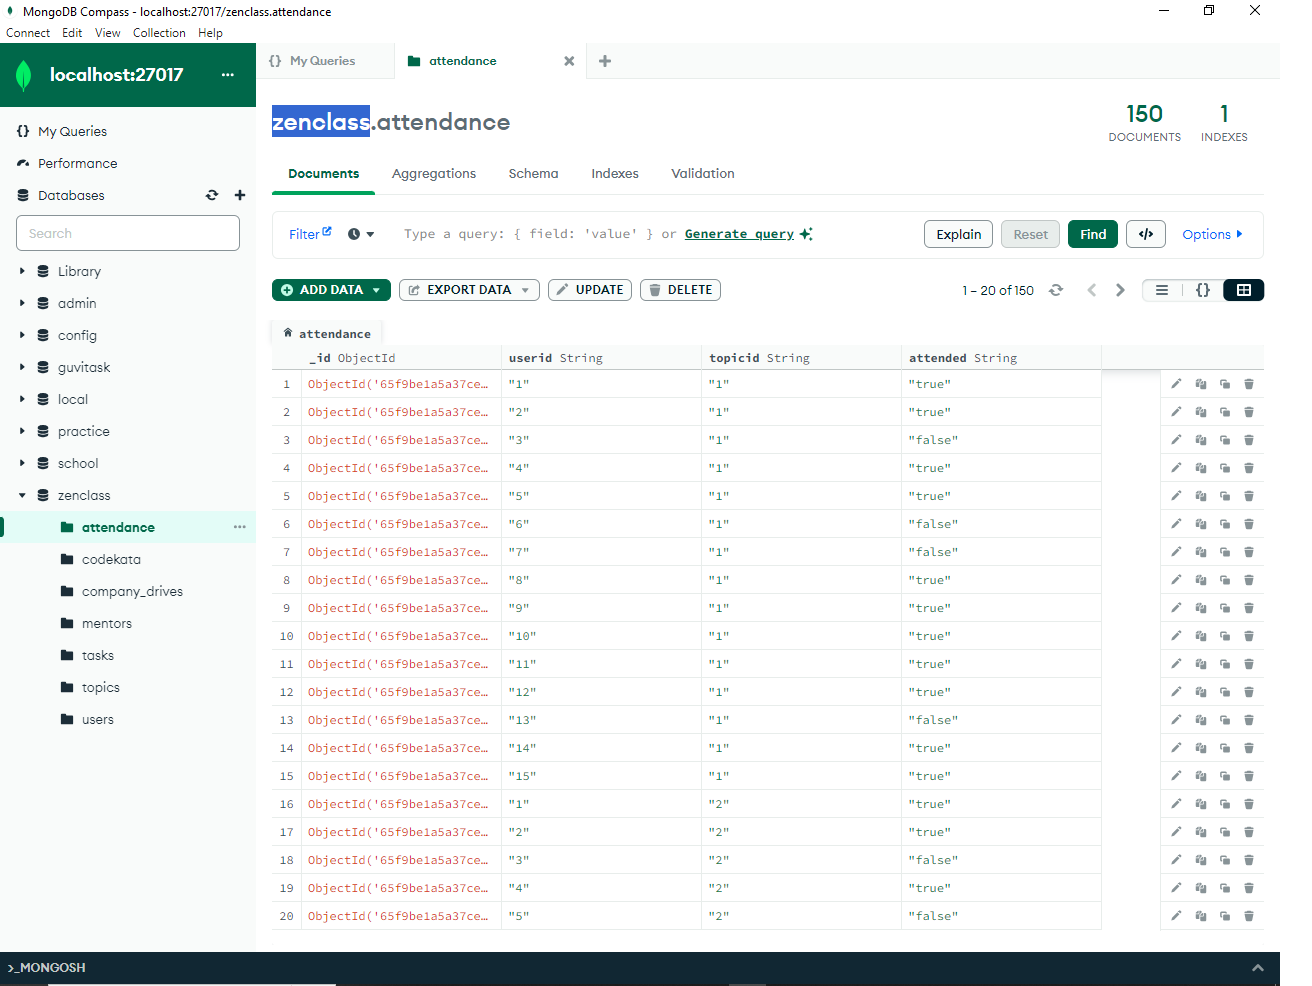 MongoDB Compass - localhost:27017/zenclass.attendance
Connect Edit View Collection Help
localhost:27017 ...
{} My Queries
attendance
My Queries
Performance
Databases
Search
Library
admin
config
guvitask
local
practice
school
zenclass
attendance ...
codekata
company_drives
mentors
tasks
topics
users
zenclass.attendance
150 DOCUMENTS
1 INDEXES
Documents Aggregations Schema Indexes Validation
Filter Type a query: { field: 'value' } or Generate query Explain Reset Find </> Options
ADD DATA EXPORT DATA UPDATE DELETE 1 – 20 of 150 {}
attendance
_id ObjectId userid String topicid String attended String
1 ObjectId('65f9be1a5a37ce… "1" "1" "true"
2 ObjectId('65f9be1a5a37ce… "2" "1" "true"
3 ObjectId('65f9be1a5a37ce… "3" "1" "false"
4 ObjectId('65f9be1a5a37ce… "4" "1" "true"
5 ObjectId('65f9be1a5a37ce… "5" "1" "true"
6 ObjectId('65f9be1a5a37ce… "6" "1" "false"
7 ObjectId('65f9be1a5a37ce… "7" "1" "false"
8 ObjectId('65f9be1a5a37ce… "8" "1" "true"
9 ObjectId('65f9be1a5a37ce… "9" "1" "true"
10 ObjectId('65f9be1a5a37ce… "10" "1" "true"
11 ObjectId('65f9be1a5a37ce… "11" "1" "true"
12 ObjectId('65f9be1a5a37ce… "12" "1" "true"
13 ObjectId('65f9be1a5a37ce… "13" "1" "false"
14 ObjectId('65f9be1a5a37ce… "14" "1" "true"
15 ObjectId('65f9be1a5a37ce… "15" "1" "true"
16 ObjectId('65f9be1a5a37ce… "1" "2" "true"
17 ObjectId('65f9be1a5a37ce… "2" "2" "true"
18 ObjectId('65f9be1a5a37ce… "3" "2" "false"
19 ObjectId('65f9be1a5a37ce… "4" "2" "true"
20 ObjectId('65f9be1a5a37ce… "5" "2" "false"
>_MONGOSH